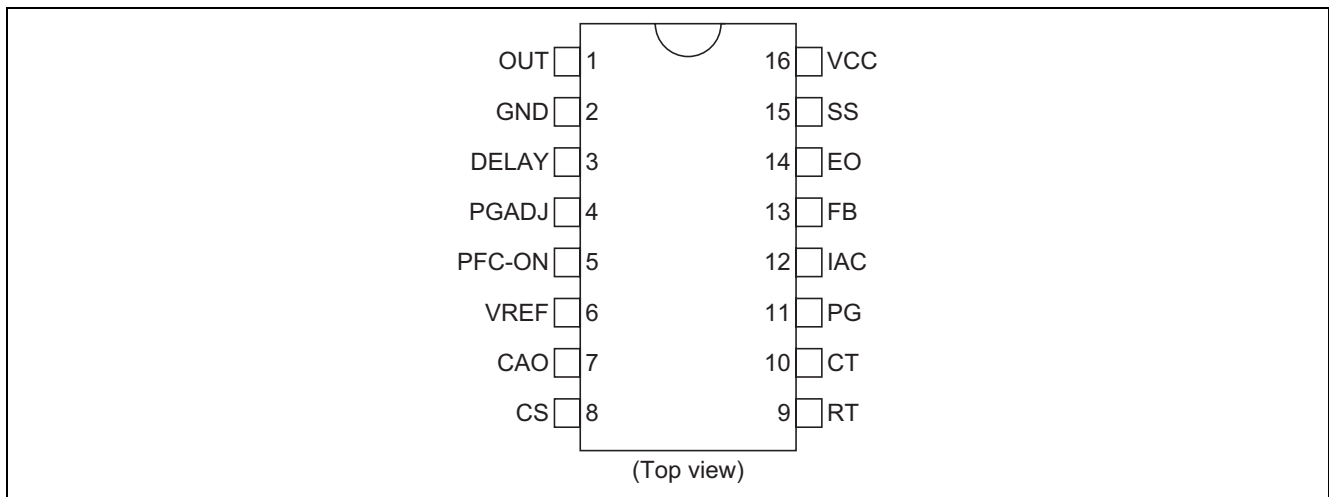 OUT 1 16 VCC
GND 2 15 SS
DELAY 3 14 EO
PGADJ 4 13 FB
PFC-ON 5 12 IAC
VREF 6 11 PG
CAO 7 10 CT
CS 8 9 RT
(Top view)